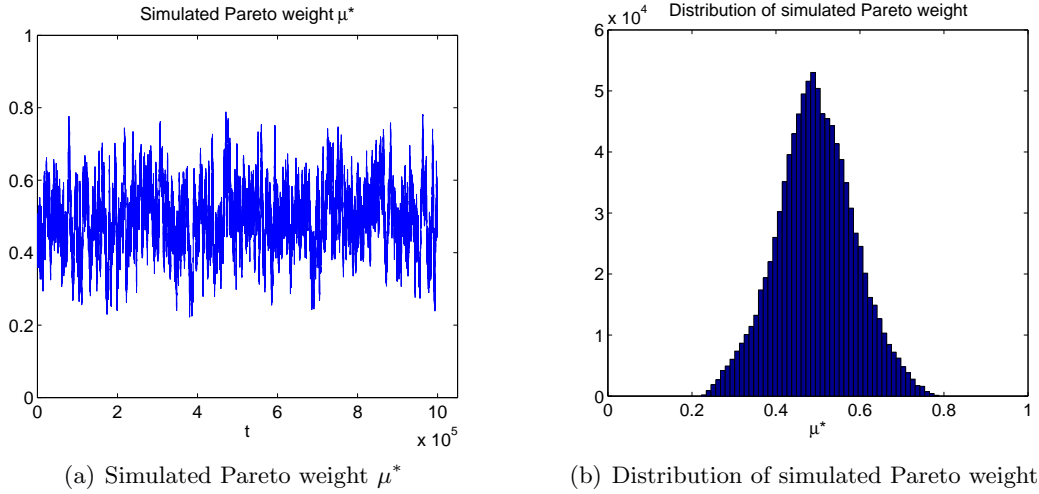 Simulated Pareto weight μ*
1
0.8
0.6
0.4
0.2
0
0 2 4 6 8 10
t
x 10^5
(a) Simulated Pareto weight μ*
Distribution of simulated Pareto weight
x 10^4
6
5
4
3
2
1
0
0 0.2 0.4 0.6 0.8 1
μ*
(b) Distribution of simulated Pareto weight